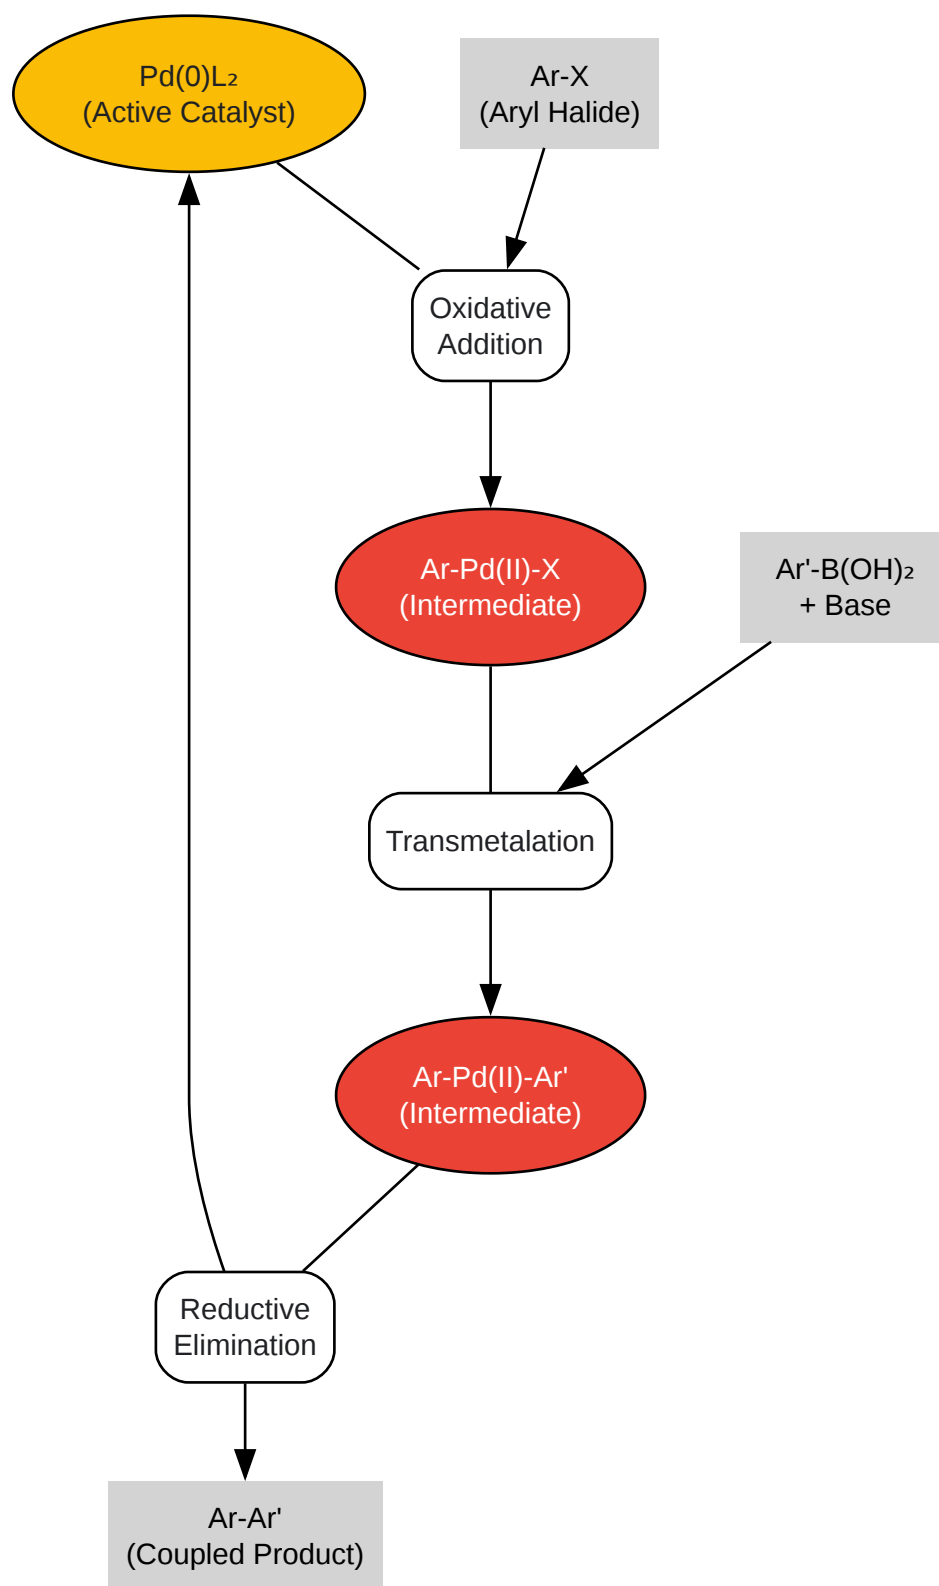 Pd(0)L₂
(Active Catalyst)
Ar-X
(Aryl Halide)
Oxidative
Addition
Ar-Pd(II)-X
(Intermediate)
Ar'-B(OH)₂
+ Base
Transmetalation
Ar-Pd(II)-Ar'
(Intermediate)
Reductive
Elimination
Ar-Ar'
(Coupled Product)